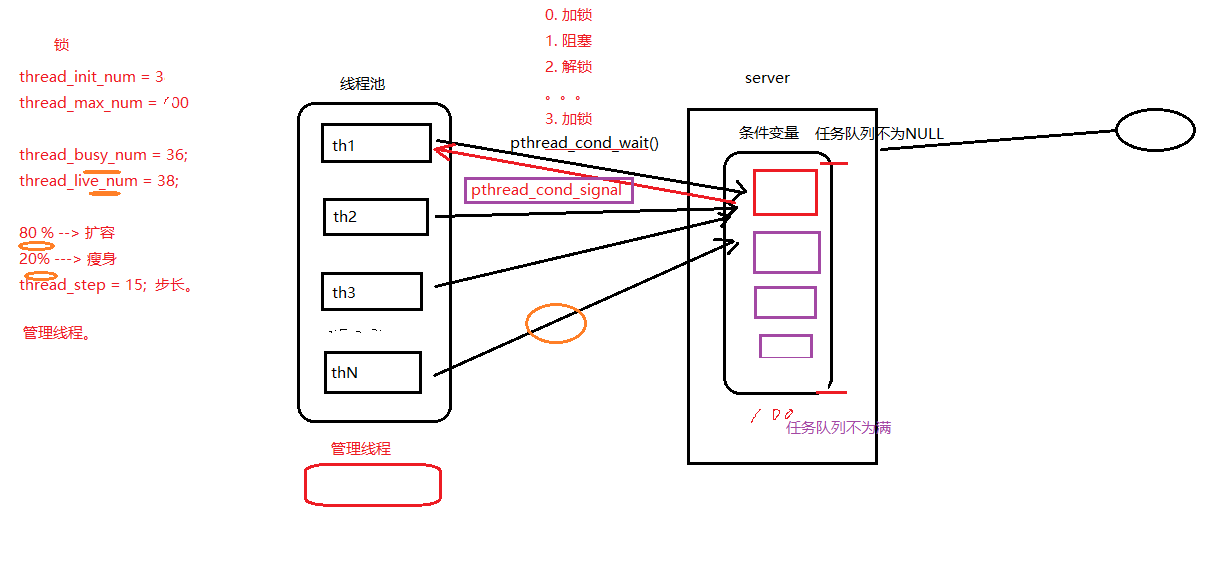 锁
thread_init_num = 3
thread_max_num = 100
thread_busy_num = 36;
thread_live_num = 38;
80 % --> 扩容
20% ---> 瘦身
thread_step = 15; 步长。
管理线程。
线程池
th1
th2
th3
thN
管理线程
0. 加锁
1. 阻塞
2. 解锁
。。。
3. 加锁
pthread_cond_wait()
pthread_cond_signal
server
条件变量 任务队列不为NULL
100
任务队列不为满